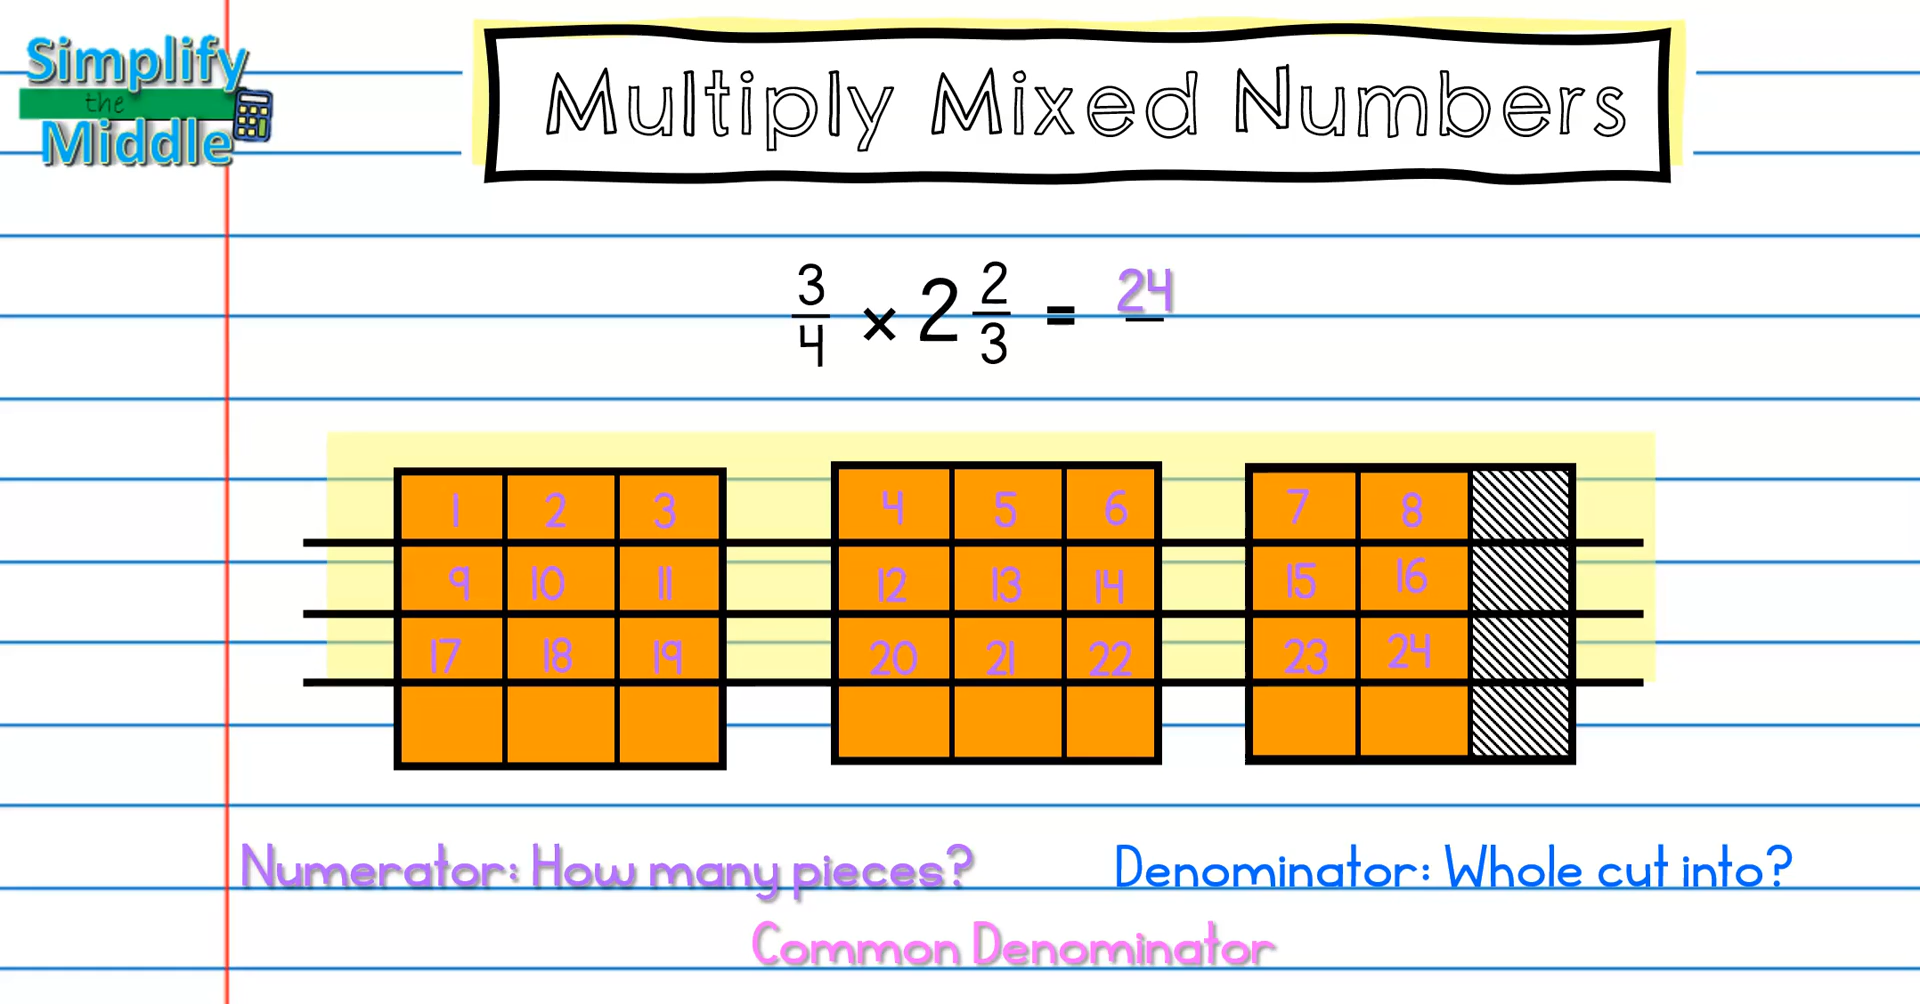 Simplify
the
Middle
Multiply Mixed Numbers
3/4 × 2 2/3 = 24
1 2 3 4 5 6 7 8
9 10 11 12 13 14 15 16
17 18 19 20 21 22 23 24
Numerator: How many pieces? Denominator: Whole cut into?
Common Denominator